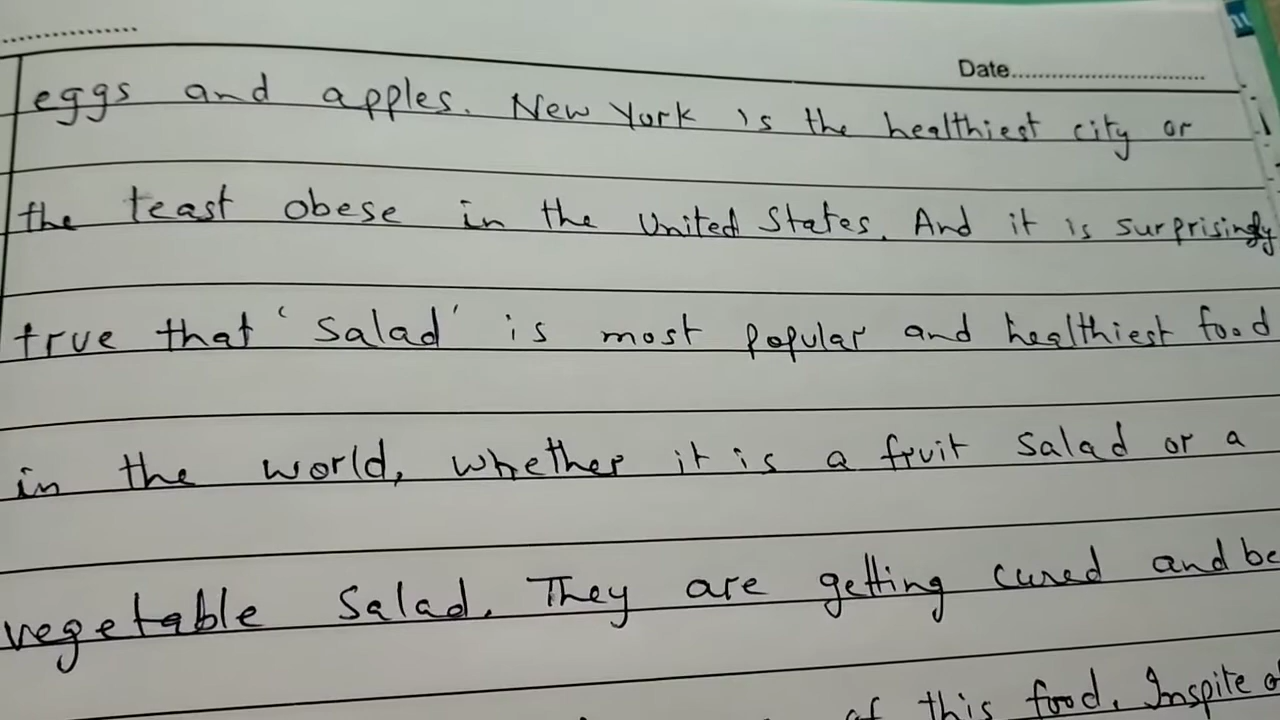 Date
eggs and apples. New York is the healthiest city or
the teast obese in the United States. And it is surprisingly
true that 'Salad' is most popular and healthiest food
in the world, whether it is a fruit salad or a
vegetable salad. They are getting cured and be
of this food. Inspite of